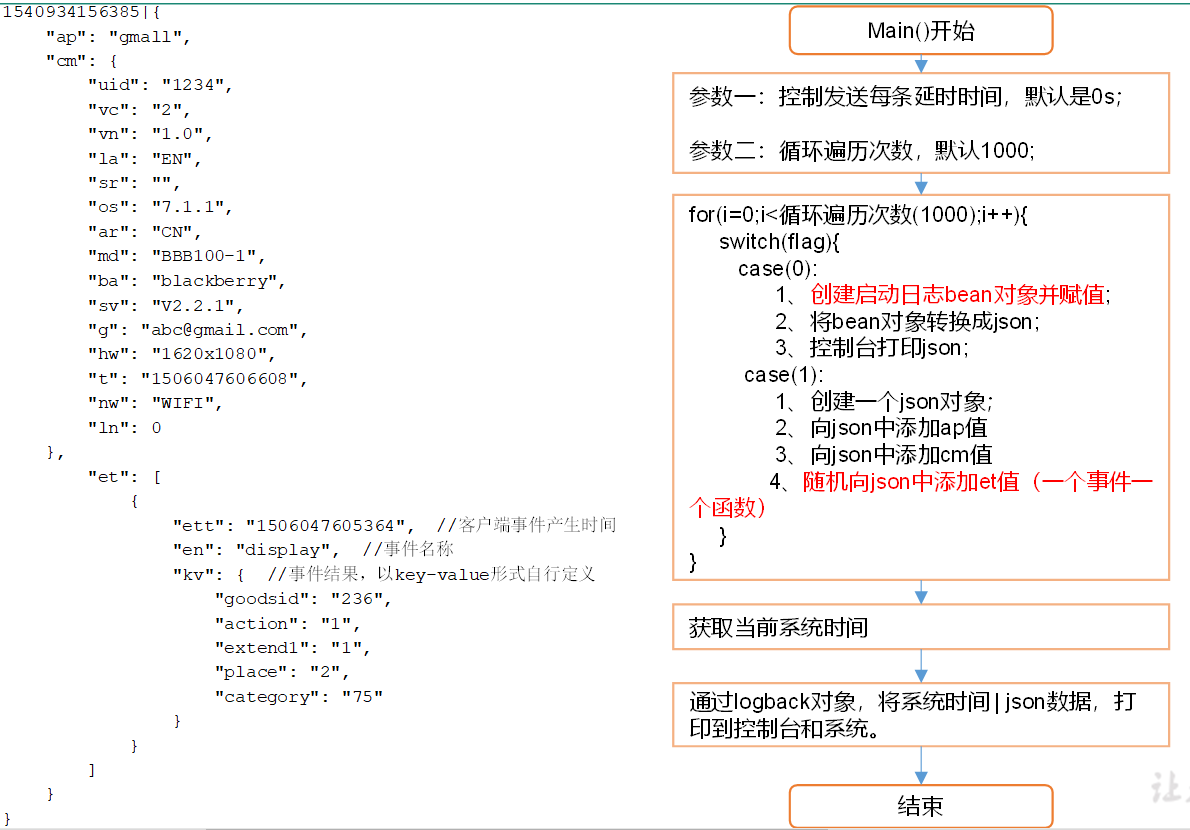 1540934156385|{
"ap": "gmall",
"cm": {
"uid": "1234",
"vc": "2",
"vn": "1.0",
"la": "EN",
"sr": "",
"os": "7.1.1",
"ar": "CN",
"md": "BBB100-1",
"ba": "blackberry",
"sv": "V2.2.1",
"g": "abc@gmail.com",
"hw": "1620x1080",
"t": "1506047606608",
"nw": "WIFI",
"ln": 0
},
"et": [
{
"ett": "1506047605364", //客户端事件产生时间
"en": "display", //事件名称
"kv": { //事件结果，以key-value形式自行定义
"goodsid": "236",
"action": "1",
"extend1": "1",
"place": "2",
"category": "75"
}
}
]
}
}
Main()开始
参数一：控制发送每条延时时间，默认是0s;
参数二：循环遍历次数，默认1000;
for(i=0;i<循环遍历次数(1000);i++){
switch(flag){
case(0):
1、创建启动日志bean对象并赋值;
2、将bean对象转换成json;
3、控制台打印json;
case(1):
1、创建一个json对象;
2、向json中添加ap值
3、向json中添加cm值
4、随机向json中添加et值（一个事件一
个函数）
}
}
获取当前系统时间
通过logback对象，将系统时间|json数据，打
印到控制台和系统。
结束
让